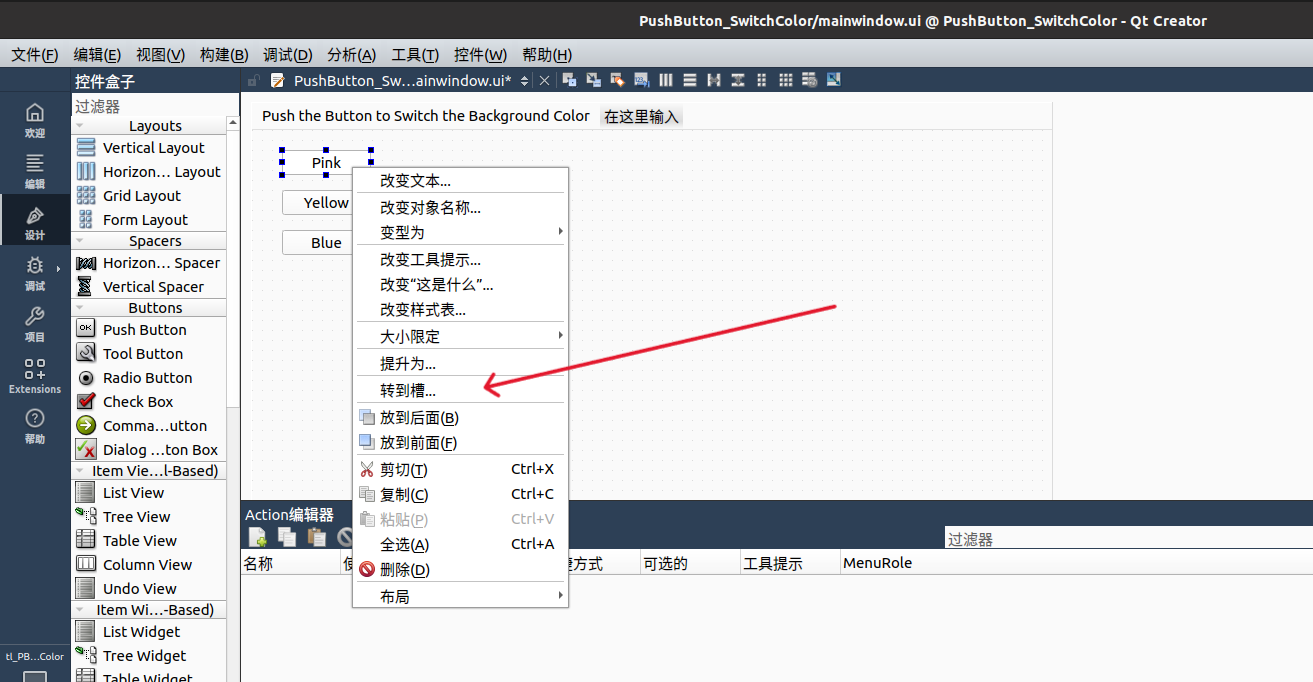 PushButton_SwitchColor/mainwindow.ui @ PushButton_SwitchColor - Qt Creator
文件(F) 编辑(E) 视图(V) 构建(B) 调试(D) 分析(A) 工具(T) 控件(W) 帮助(H)
控件盒子
PushButton_Sw...ainwindow.ui*
过滤器
欢迎
编辑
设计
调试
项目
Extensions
帮助
tl_PB...Color
Layouts
Vertical Layout
Horizon... Layout
Grid Layout
Form Layout
Spacers
Horizon... Spacer
Vertical Spacer
Buttons
OK
Push Button
Tool Button
Radio Button
Check Box
Comma...utton
Dialog ...ton Box
Item Vie...l-Based)
List View
Tree View
Table View
Column View
Undo View
Item Wi...-Based)
List Widget
Tree Widget
Table Widget
Push the Button to Switch the Background Color 在这里输入
Pink
Yellow
Blue
改变文本...
改变对象名称...
变型为
改变工具提示...
改变“这是什么”...
改变样式表...
大小限定
提升为...
转到槽...
放到后面(B)
放到前面(F)
剪切(T) Ctrl+X
复制(C) Ctrl+C
粘贴(P) Ctrl+V
全选(A) Ctrl+A
删除(D)
布局
Action编辑器
过滤器
名称 方式 可选的 工具提示 MenuRole